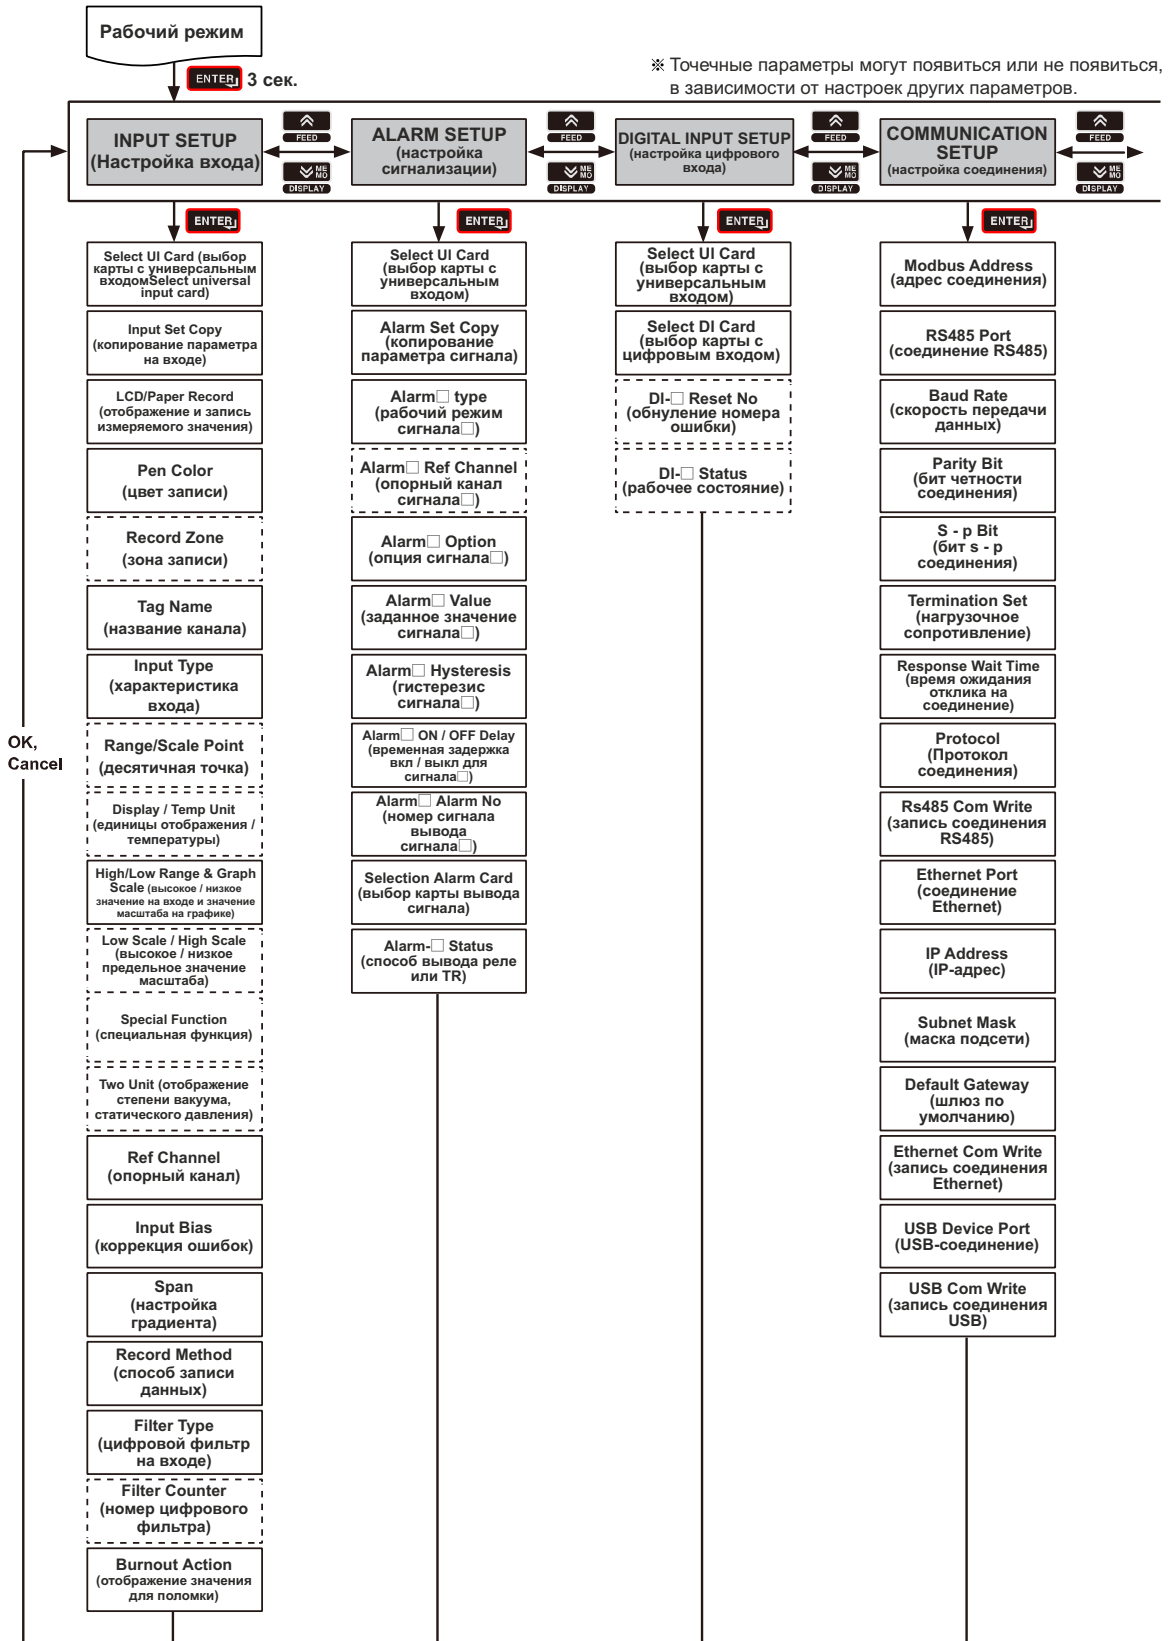 Рабочий режим
ENTER 3 сек.
※ Точечные параметры могут появиться или не появиться,
в зависимости от настроек других параметров.
INPUT SETUP
(Настройка входа)
FEED
MEMO
DISPLAY
ALARM SETUP
(настройка
сигнализации)
FEED
MEMO
DISPLAY
DIGITAL INPUT SETUP
(настройка цифрового
входа)
FEED
MEMO
DISPLAY
COMMUNICATION
SETUP
(настройка соединения)
FEED
MEMO
DISPLAY
OK,
Cancel
ENTER
Select UI Card (выбор
карты с универсальным
входомSelect universal
input card)
Input Set Copy
(копирование параметра
на входе)
LCD/Paper Record
(отображение и запись
измеряемого значения)
Pen Color
(цвет записи)
Record Zone
(зона записи)
Tag Name
(название канала)
Input Type
(характеристика
входа)
Range/Scale Point
(десятичная точка)
Display / Temp Unit
(единицы отображения /
температуры)
High/Low Range & Graph
Scale (высокое / низкое
значение на входе и значение
масштаба на графике)
Low Scale / High Scale
(высокое / низкое
предельное значение
масштаба)
Special Function
(специальная функция)
Two Unit (отображение
степени вакуума,
статического давления)
Ref Channel
(опорный канал)
Input Bias
(коррекция ошибок)
Span
(настройка
градиента)
Record Method
(способ записи
данных)
Filter Type
(цифровой фильтр
на входе)
Filter Counter
(номер цифрового
фильтра)
Burnout Action
(отображение значения
для поломки)
ENTER
Select UI Card
(выбор карты с
универсальным
входом)
Alarm Set Copy
(копирование
параметра сигнала)
Alarm□ type
(рабочий режим
сигнала□)
Alarm□ Ref Channel
(опорный канал
сигнала□)
Alarm□ Option
(опция сигнала□)
Alarm□ Value
(заданное значение
сигнала□)
Alarm□ Hysteresis
(гистерезис
сигнала□)
Alarm□ ON / OFF Delay
(временная задержка
вкл / выкл для
сигнала□)
Alarm□ Alarm No
(номер сигнала
вывода
сигнала□)
Selection Alarm Card
(выбор карты вывода
сигнала)
Alarm-□ Status
(способ вывода реле
или TR)
ENTER
Select UI Card
(выбор карты с
универсальным
входом)
Select DI Card
(выбор карты с
цифровым входом)
DI-□ Reset No
(обнуление номера
ошибки)
DI-□ Status
(рабочее состояние)
ENTER
Modbus Address
(адрес соединения)
RS485 Port
(соединение RS485)
Baud Rate
(скорость передачи
данных)
Parity Bit
(бит четности
соединения)
S - p Bit
(бит s - p
соединения)
Termination Set
(нагрузочное
сопротивление)
Response Wait Time
(время ожидания
отклика на
соединение)
Protocol
(Протокол
соединения)
Rs485 Com Write
(запись соединения
RS485)
Ethernet Port
(соединение
Ethernet)
IP Address
(IP-адрес)
Subnet Mask
(маска подсети)
Default Gateway
(шлюз по
умолчанию)
Ethernet Com Write
(запись соединения
Ethernet)
USB Device Port
(USB-соединение)
USB Com Write
(запись соединения
USB)